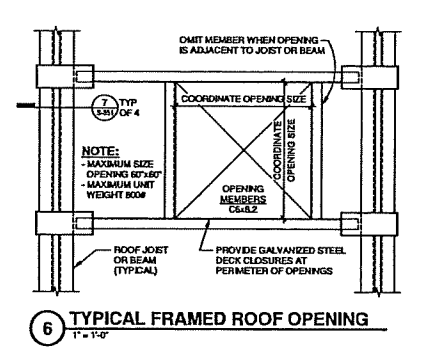 OMIT MEMBER WHEN OPENING
IS ADJACENT TO JOIST OR BEAM
7 TYP
S-351 OF 4
COORDINATE OPENING SIZE
COORDINATE
OPENING SIZE
NOTE:
- MAXIMUM SIZE
OPENING 60"x60"
- MAXIMUM UNIT
WEIGHT 800#
OPENING
MEMBERS
C6x8.2
ROOF JOIST
OR BEAM
(TYPICAL)
PROVIDE GALVANIZED STEEL
DECK CLOSURES AT
PERIMETER OF OPENINGS
6 TYPICAL FRAMED ROOF OPENING
1" = 1'-0"